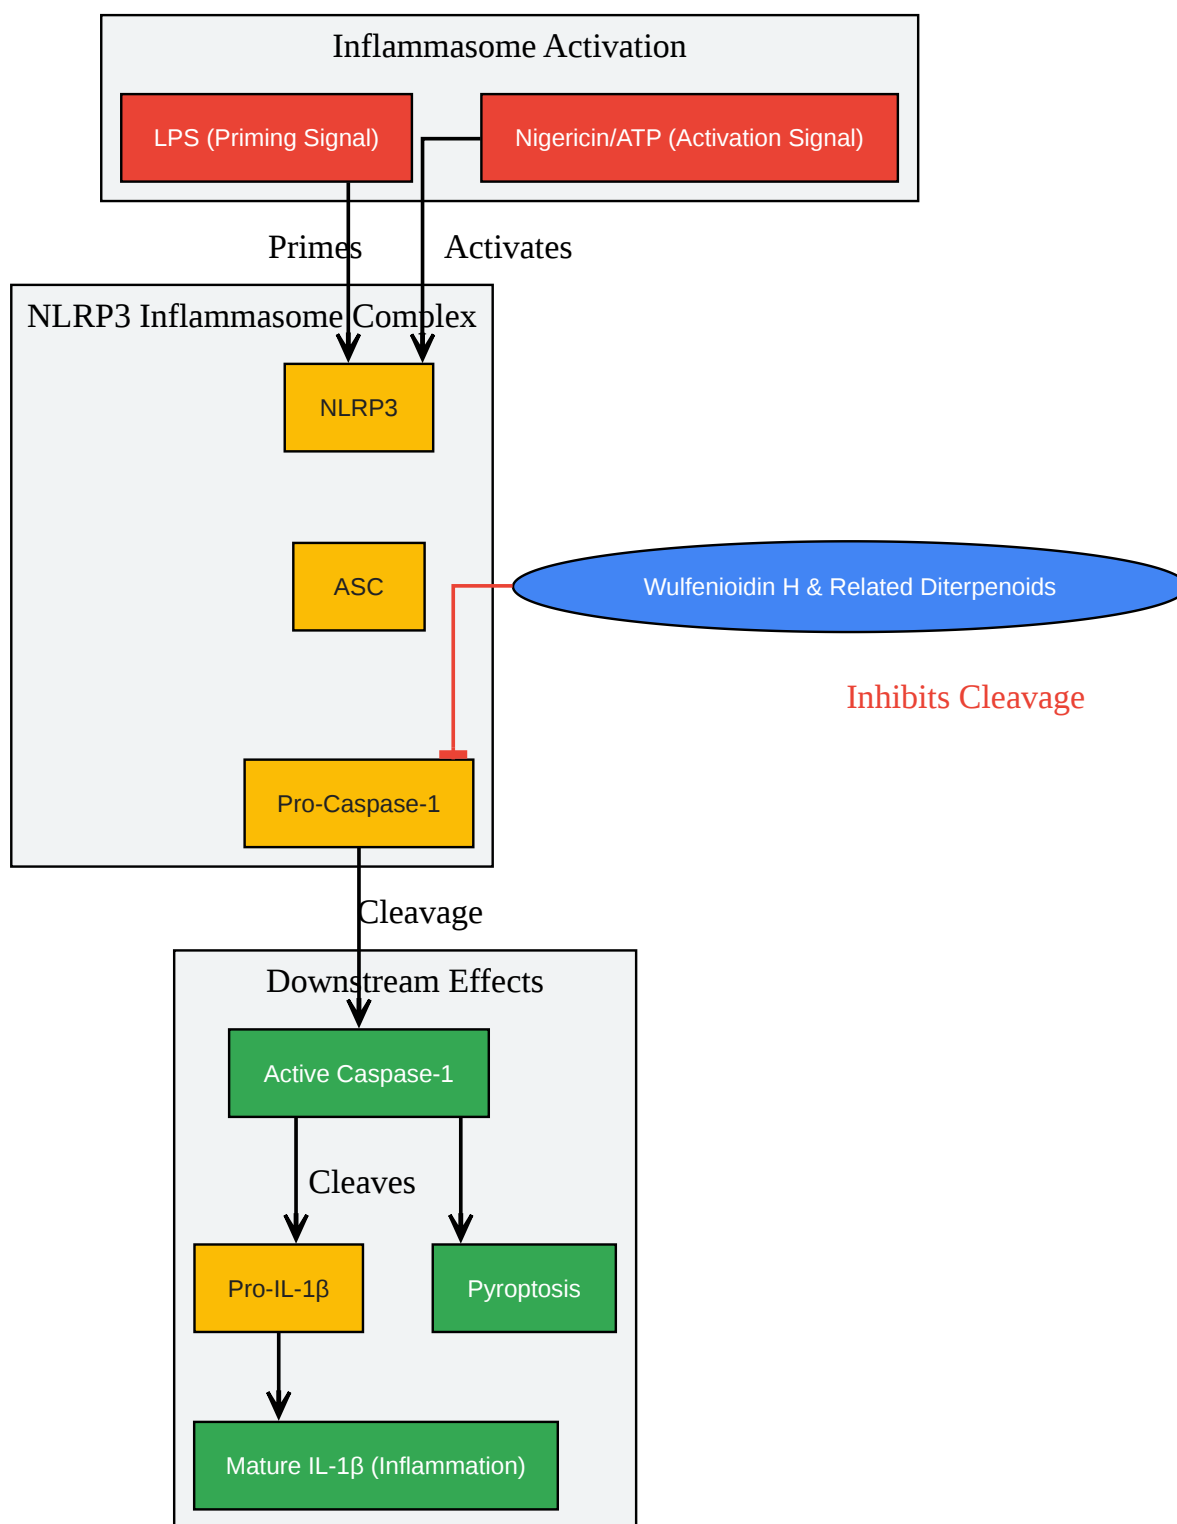 Inflammasome Activation
LPS (Priming Signal)
Nigericin/ATP (Activation Signal)
Primes
Activates
NLRP3 Inflammasome Complex
NLRP3
ASC
Wulfenioidin H & Related Diterpenoids
Inhibits Cleavage
Pro-Caspase-1
Cleavage
Downstream Effects
Active Caspase-1
Cleaves
Pro-IL-1β
Pyroptosis
Mature IL-1β (Inflammation)